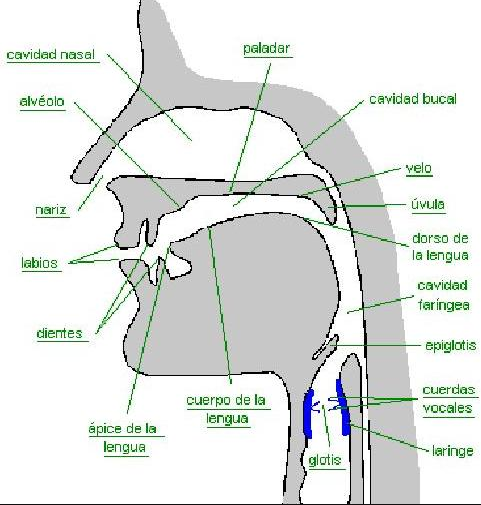 paladar
cavidad nasal
alvéolo
cavidad bucal
velo
úvula
nariz
dorso de
la lengua
labios
cavidad
faríngea
dientes
epiglotis
cuerpo de la
lengua
cuerdas
vocales
ápice de la
lengua
laringe
glotis